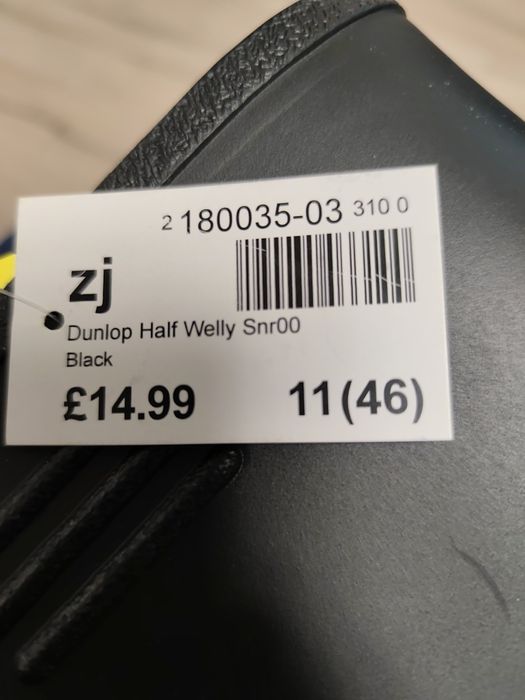 2 180035-03 310 0
zj
Dunlop Half Welly Snr00
Black
£14.99 11(46)